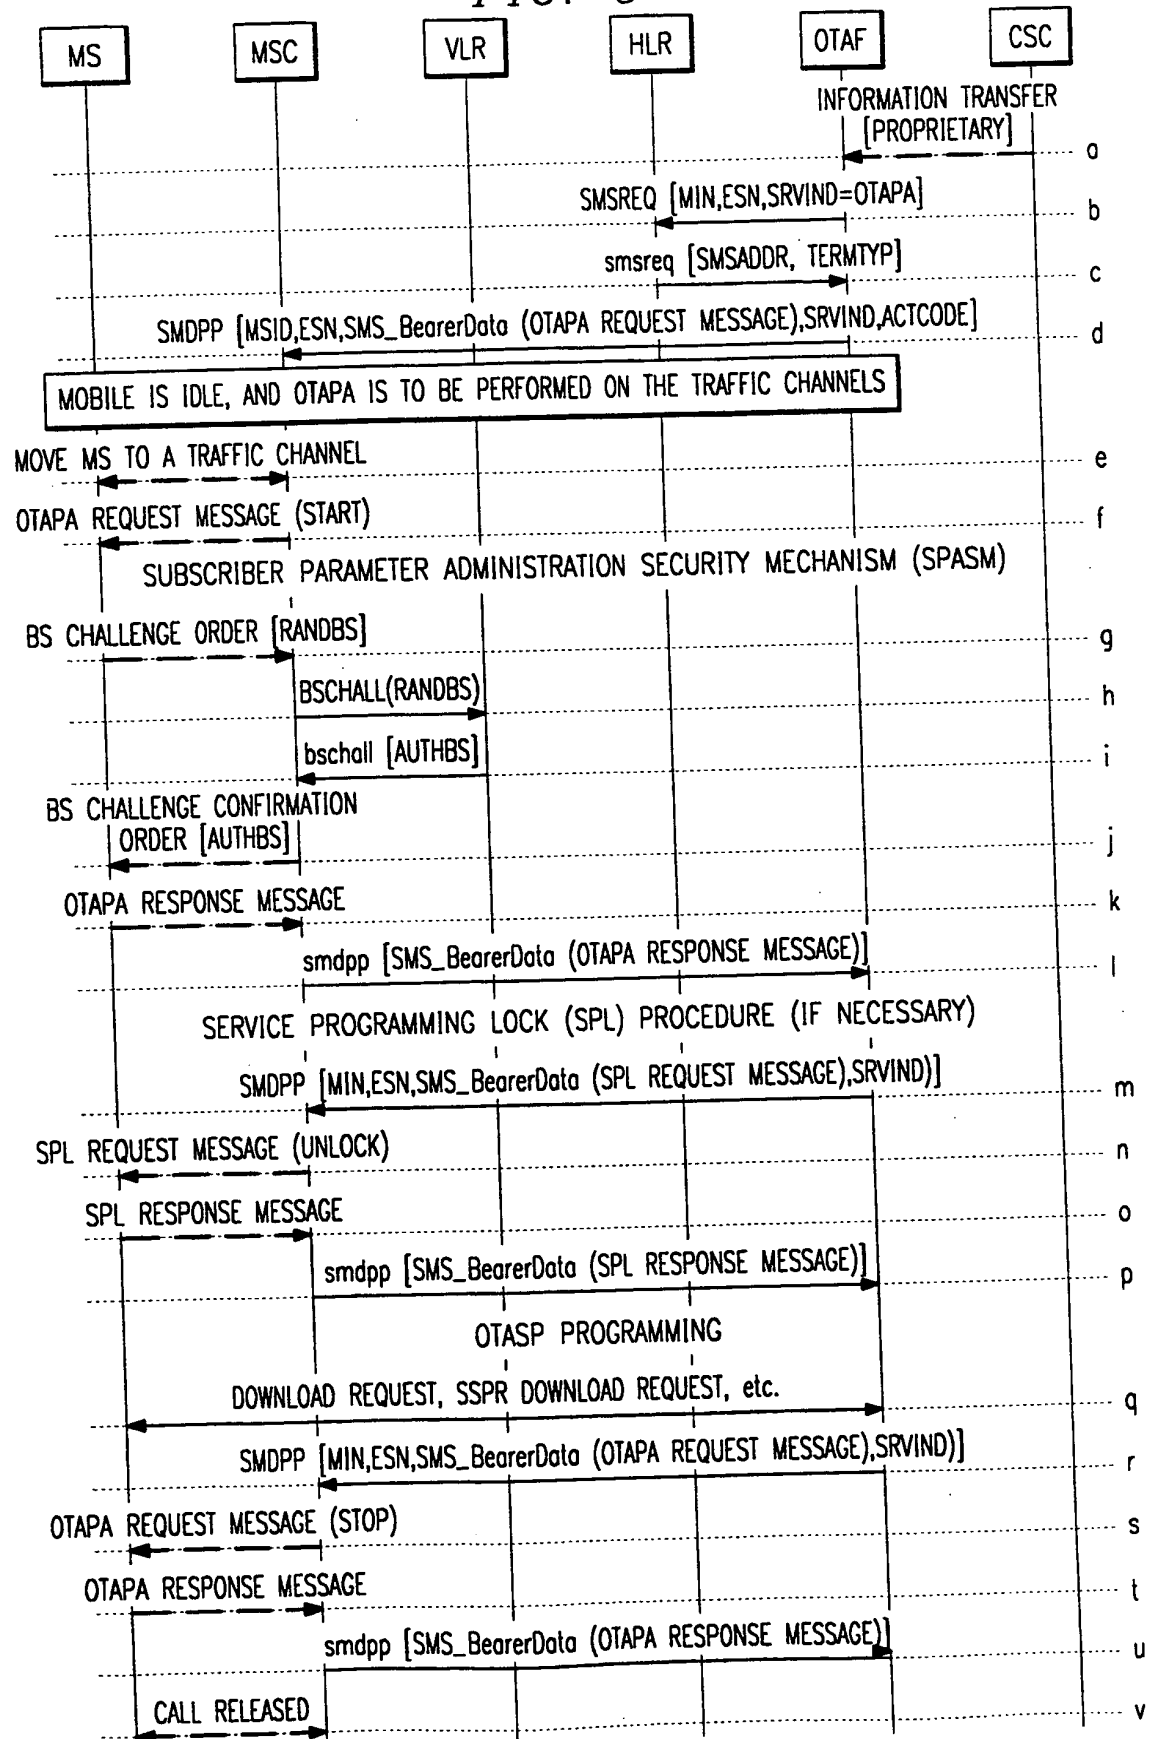 MS MSC VLR HLR OTAF CSC
INFORMATION TRANSFER
[PROPRIETARY]
a
SMSREQ [MIN,ESN,SRVIND=OTAPA]
b
smsreq [SMSADDR, TERMTYP]
c
SMDPP [MSID,ESN,SMS_BearerData (OTAPA REQUEST MESSAGE),SRVIND,ACTCODE]
d
MOBILE IS IDLE, AND OTAPA IS TO BE PERFORMED ON THE TRAFFIC CHANNELS
MOVE MS TO A TRAFFIC CHANNEL
e
OTAPA REQUEST MESSAGE (START)
f
SUBSCRIBER PARAMETER ADMINISTRATION SECURITY MECHANISM (SPASM)
BS CHALLENGE ORDER [RANDBS]
g
BSCHALL(RANDBS)
h
bschall [AUTHBS]
i
BS CHALLENGE CONFIRMATION
ORDER [AUTHBS]
j
OTAPA RESPONSE MESSAGE
k
smdpp [SMS_BearerData (OTAPA RESPONSE MESSAGE)]
l
SERVICE PROGRAMMING LOCK (SPL) PROCEDURE (IF NECESSARY)
SMDPP [MIN,ESN,SMS_BearerData (SPL REQUEST MESSAGE),SRVIND)]
m
SPL REQUEST MESSAGE (UNLOCK)
n
SPL RESPONSE MESSAGE
o
smdpp [SMS_BearerData (SPL RESPONSE MESSAGE)]
p
OTASP PROGRAMMING
DOWNLOAD REQUEST, SSPR DOWNLOAD REQUEST, etc.
q
SMDPP [MIN,ESN,SMS_BearerData (OTAPA REQUEST MESSAGE),SRVIND)]
r
OTAPA REQUEST MESSAGE (STOP)
s
OTAPA RESPONSE MESSAGE
t
smdpp [SMS_BearerData (OTAPA RESPONSE MESSAGE)]
u
CALL RELEASED
v